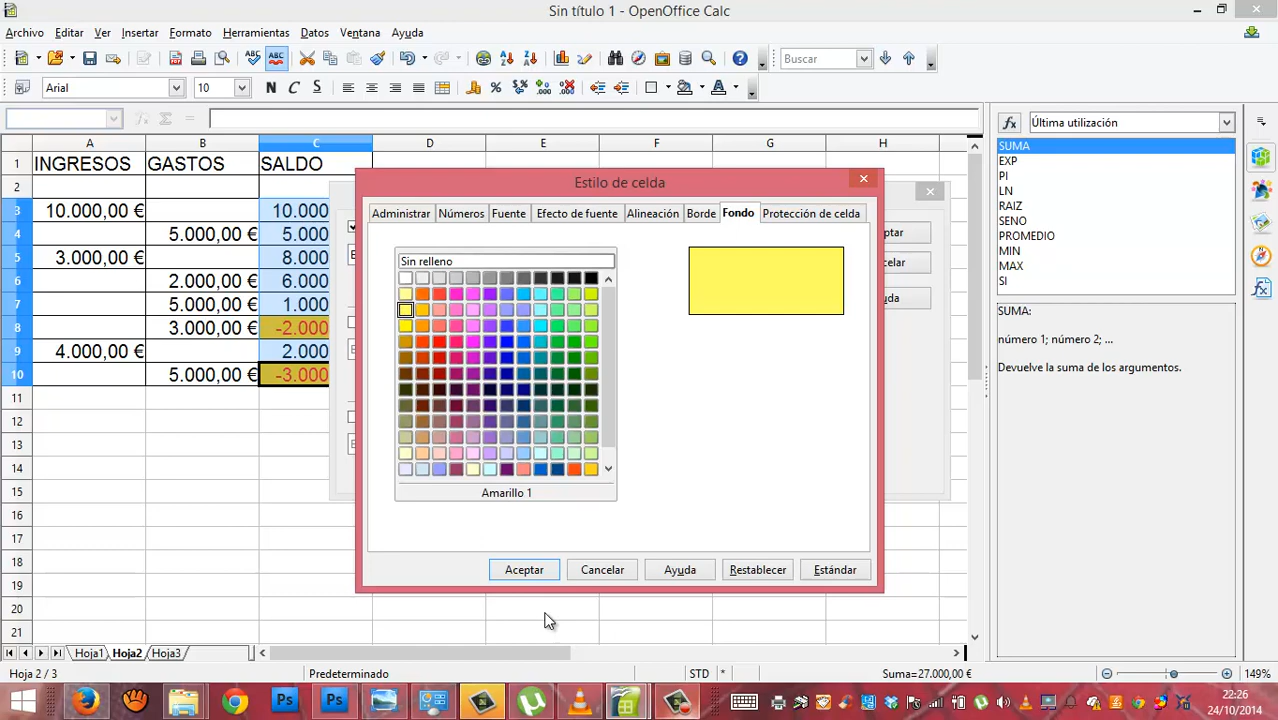 Sin título 1 - OpenOffice Calc
Archivo Editar Ver Insertar Formato Herramientas Datos Ventana Ayuda
Buscar
Arial 10 N C S
Última utilización
A B C D E F G H
1 INGRESOS GASTOS SALDO
2
3 10.000,00 € 10.000
4 5.000,00 € 5.000
5 3.000,00 € 8.000
6 2.000,00 € 6.000
7 5.000,00 € 1.000
8 3.000,00 € -2.000
9 4.000,00 € 2.000
10 5.000,00 € -3.000
11
12
13
14
15
16
17
18
19
20
21
Estilo de celda
Administrar Números Fuente Efecto de fuente Alineación Borde Fondo Protección de celda
Sin relleno
Amarillo 1
Aceptar Cancelar Ayuda Restablecer Estándar
ptar
elar
da
SUMA
EXP
PI
LN
RAIZ
SENO
PROMEDIO
MIN
MAX
SI
SUMA:
número 1; número 2; ...
Devuelve la suma de los argumentos.
Hoja1 Hoja2 Hoja3
Hoja 2 / 3 Predeterminado STD * Suma=27.000,00 € 149%
22:26
24/10/2014